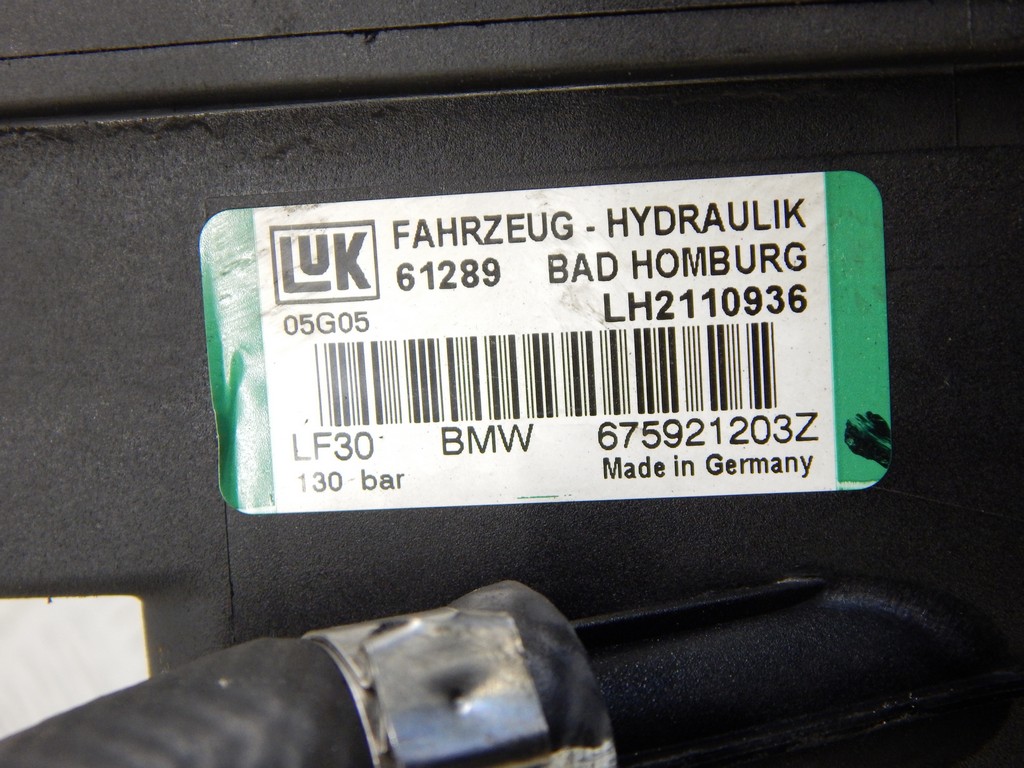 LUK
FAHRZEUG - HYDRAULIK
61289 BAD HOMBURG
LH2110936
05G05
LF30 BMW 675921203Z
130 bar Made in Germany